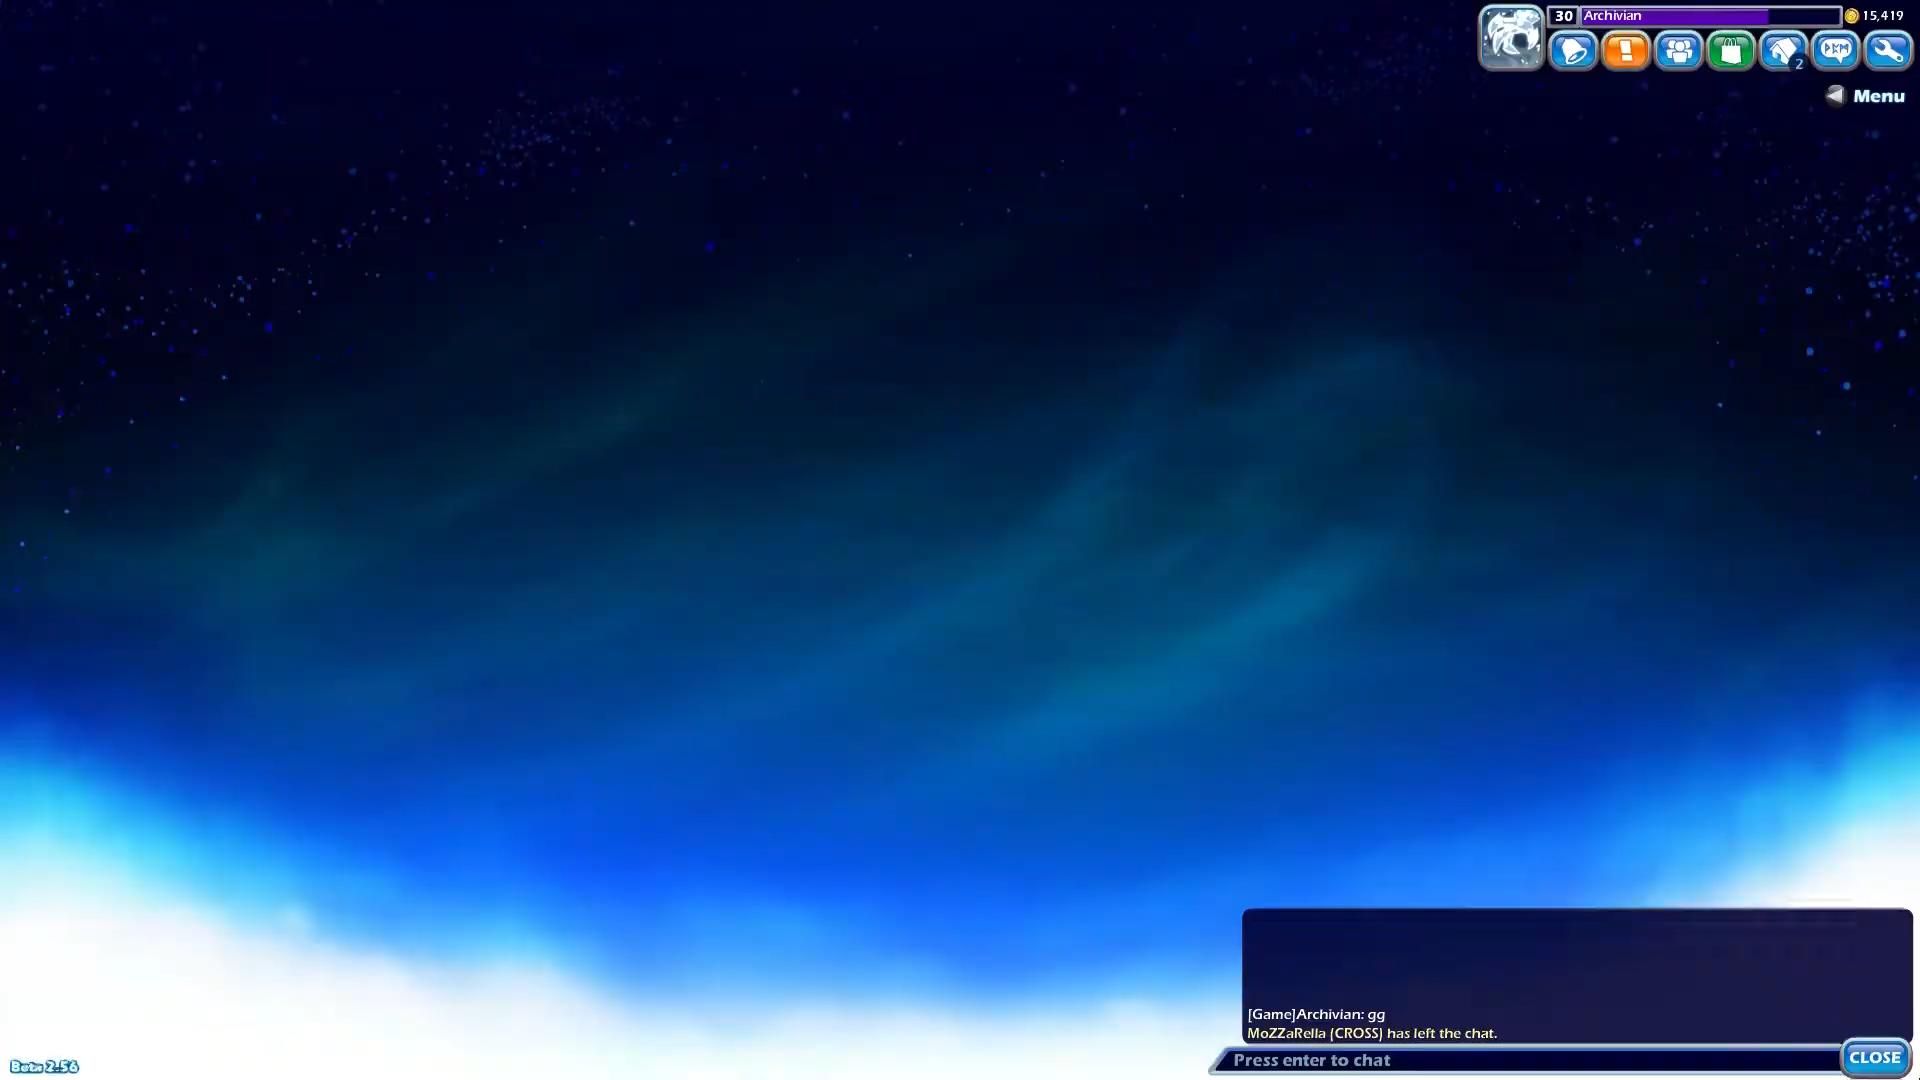 30 Archivian 15,419
2
Menu
[Game]Archivian: gg
MoZZaRella (CROSS) has left the chat.
Press enter to chat
CLOSE
Beta 2.56